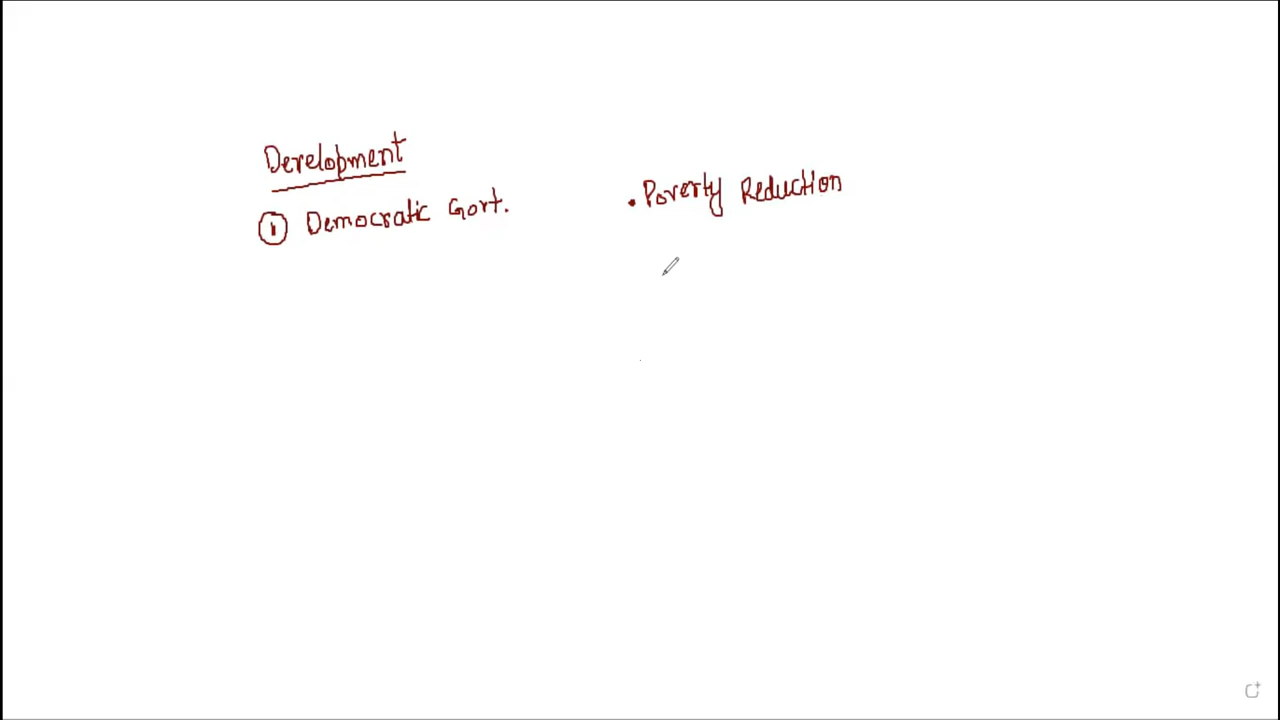 Development
① Democratic Govt.
• Poverty Reduction